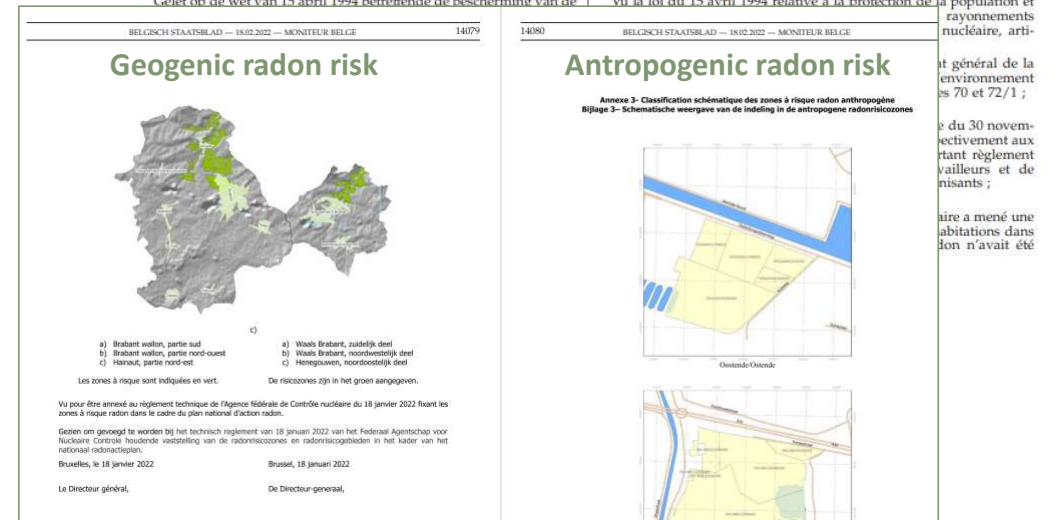 Gelet op de wet van 15 april 1994 betreffende de bescherming van de
Vu la loi du 15 avril 1994 relative à la protection de la population et
rayonnements
nucléaire, arti-
t général de la
'environnement
es 70 et 72/1 ;
e du 30 novem-
ectivement aux
rtant règlement
vailleurs et de
nisants ;
aire a mené une
abitations dans
don n'avait été
BELGISCH STAATSBLAD — 18.02.2022 — MONITEUR BELGE
14079
Geogenic radon risk
c)
a) Brabant wallon, partie sud
b) Brabant wallon, partie nord-ouest
c) Hainaut, partie nord-est
a) Waals Brabant, zuidelijk deel
b) Waals Brabant, noordwestelijk deel
c) Henegouwen, noordoostelijk deel
Les zones à risque sont indiquées en vert.
De risicozones zijn in het groen aangegeven.
Vu pour être annexé au règlement technique de l'Agence fédérale de Contrôle nucléaire du 18 janvier 2022 fixant les
zones à risque radon dans le cadre du plan national d'action radon.
Gezien om gevoegd te worden bij het technisch reglement van 18 januari 2022 van het Federaal Agentschap voor
Nucleaire Controle houdende vaststelling van de radonrisicozones en radonrisicogebieden in het kader van het
nationaal radonactieplan.
Bruxelles, le 18 janvier 2022
Brussel, 18 januari 2022
Le Directeur général,
De Directeur-generaal,
14080
BELGISCH STAATSBLAD — 18.02.2022 — MONITEUR BELGE
Antropogenic radon risk
Annexe 3- Classification schématique des zones à risque radon anthropogène
Bijlage 3– Schematische weergave van de indeling in de antropogene radonrisicozones
Oostende/Ostende